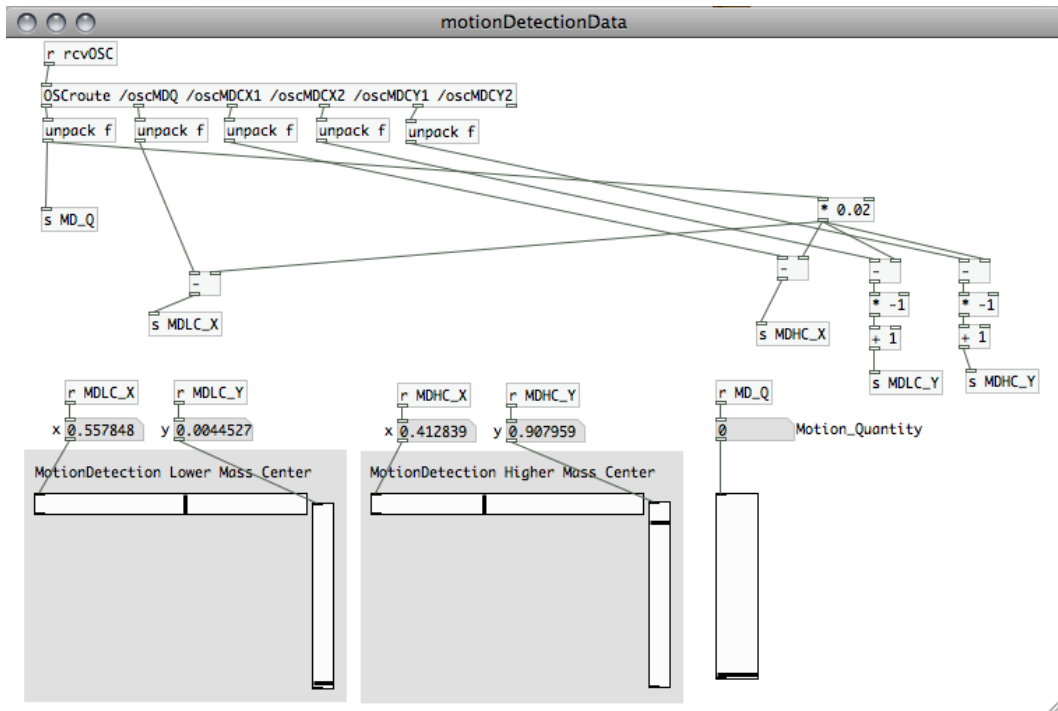 motionDetectionData
r rcvOSC
OSCroute /oscMDQ /oscMDCX1 /oscMDCX2 /oscMDCY1 /oscMDCY2
unpack f unpack f unpack f unpack f unpack f
* 0.02
s MD_Q
- - -
-
* -1 * -1
s MDLC_X
s MDHC_X
+ 1 + 1
s MDLC_Y s MDHC_Y
r MDLC_X r MDLC_Y r MDHC_X r MDHC_Y r MD_Q
x 0.557848 y 0.0044527 x 0.412839 y 0.907959 0 Motion_Quantity
MotionDetection Lower Mass Center MotionDetection Higher Mass Center